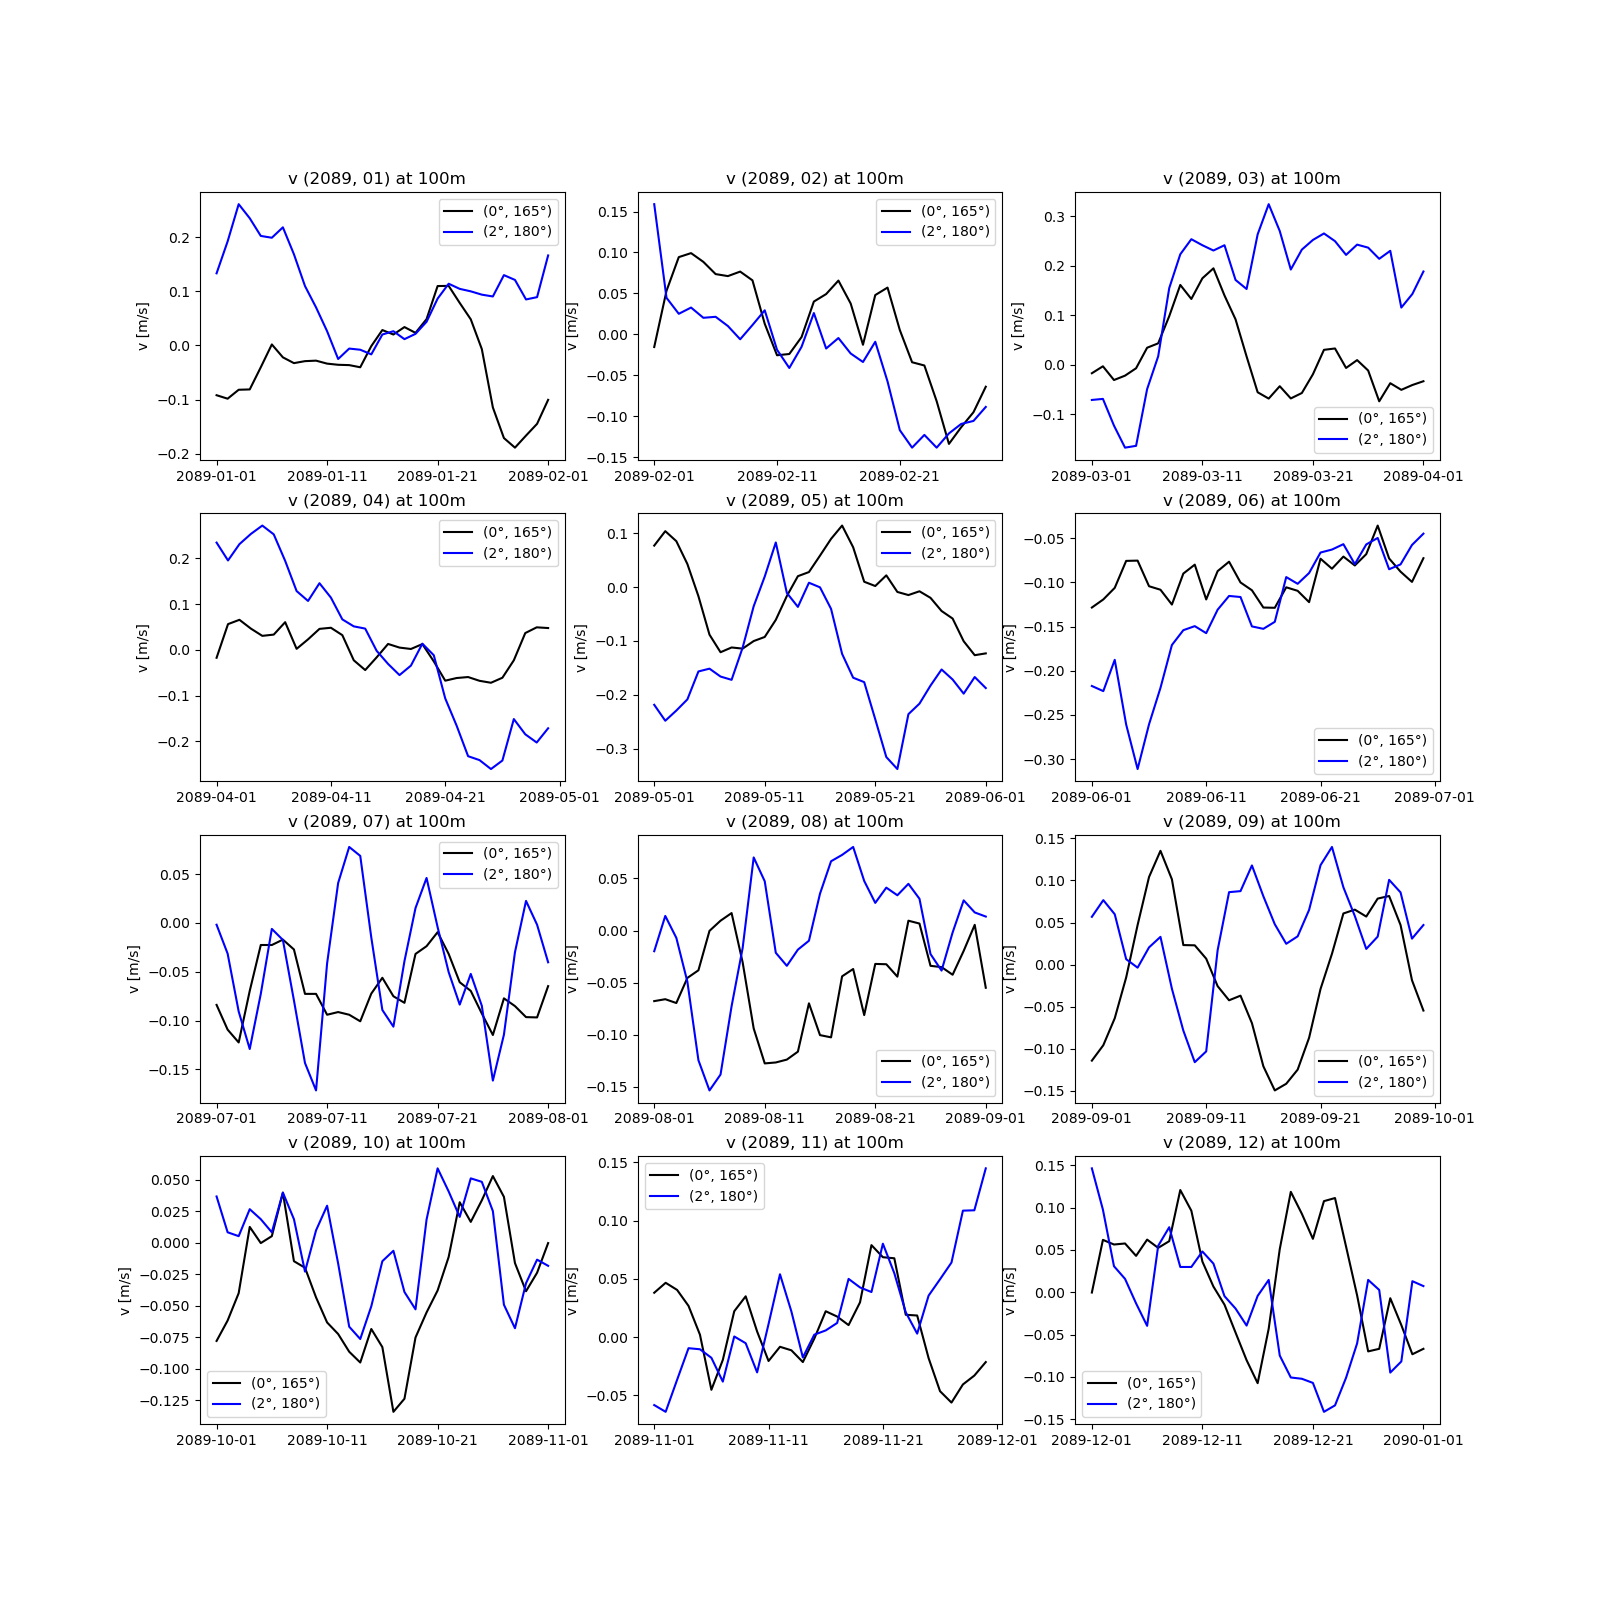 v (2089, 01) at 100m
v [m/s]
0.2
0.1
0.0
−0.1
−0.2
(0°, 165°)
(2°, 180°)
2089-01-01 2089-01-11 2089-01-21 2089-02-01
v (2089, 02) at 100m
v [m/s]
0.15
0.10
0.05
0.00
−0.05
−0.10
−0.15
(0°, 165°)
(2°, 180°)
2089-02-01 2089-02-11 2089-02-21
v (2089, 03) at 100m
v [m/s]
0.3
0.2
0.1
0.0
−0.1
(0°, 165°)
(2°, 180°)
2089-03-01 2089-03-11 2089-03-21 2089-04-01
v (2089, 04) at 100m
v [m/s]
0.2
0.1
0.0
−0.1
−0.2
(0°, 165°)
(2°, 180°)
2089-04-01 2089-04-11 2089-04-21 2089-05-01
v (2089, 05) at 100m
v [m/s]
0.1
0.0
−0.1
−0.2
−0.3
(0°, 165°)
(2°, 180°)
2089-05-01 2089-05-11 2089-05-21 2089-06-01
v (2089, 06) at 100m
v [m/s]
−0.05
−0.10
−0.15
−0.20
−0.25
−0.30
(0°, 165°)
(2°, 180°)
2089-06-01 2089-06-11 2089-06-21 2089-07-01
v (2089, 07) at 100m
v [m/s]
0.05
0.00
−0.05
−0.10
−0.15
(0°, 165°)
(2°, 180°)
2089-07-01 2089-07-11 2089-07-21 2089-08-01
v (2089, 08) at 100m
v [m/s]
0.05
0.00
−0.05
−0.10
−0.15
(0°, 165°)
(2°, 180°)
2089-08-01 2089-08-11 2089-08-21 2089-09-01
v (2089, 09) at 100m
v [m/s]
0.15
0.10
0.05
0.00
−0.05
−0.10
−0.15
(0°, 165°)
(2°, 180°)
2089-09-01 2089-09-11 2089-09-21 2089-10-01
v (2089, 10) at 100m
v [m/s]
0.050
0.025
0.000
−0.025
−0.050
−0.075
−0.100
−0.125
(0°, 165°)
(2°, 180°)
2089-10-01 2089-10-11 2089-10-21 2089-11-01
v (2089, 11) at 100m
v [m/s]
0.15
0.10
0.05
0.00
−0.05
(0°, 165°)
(2°, 180°)
2089-11-01 2089-11-11 2089-11-21 2089-12-01
v (2089, 12) at 100m
v [m/s]
0.15
0.10
0.05
0.00
−0.05
−0.10
−0.15
(0°, 165°)
(2°, 180°)
2089-12-01 2089-12-11 2089-12-21 2090-01-01